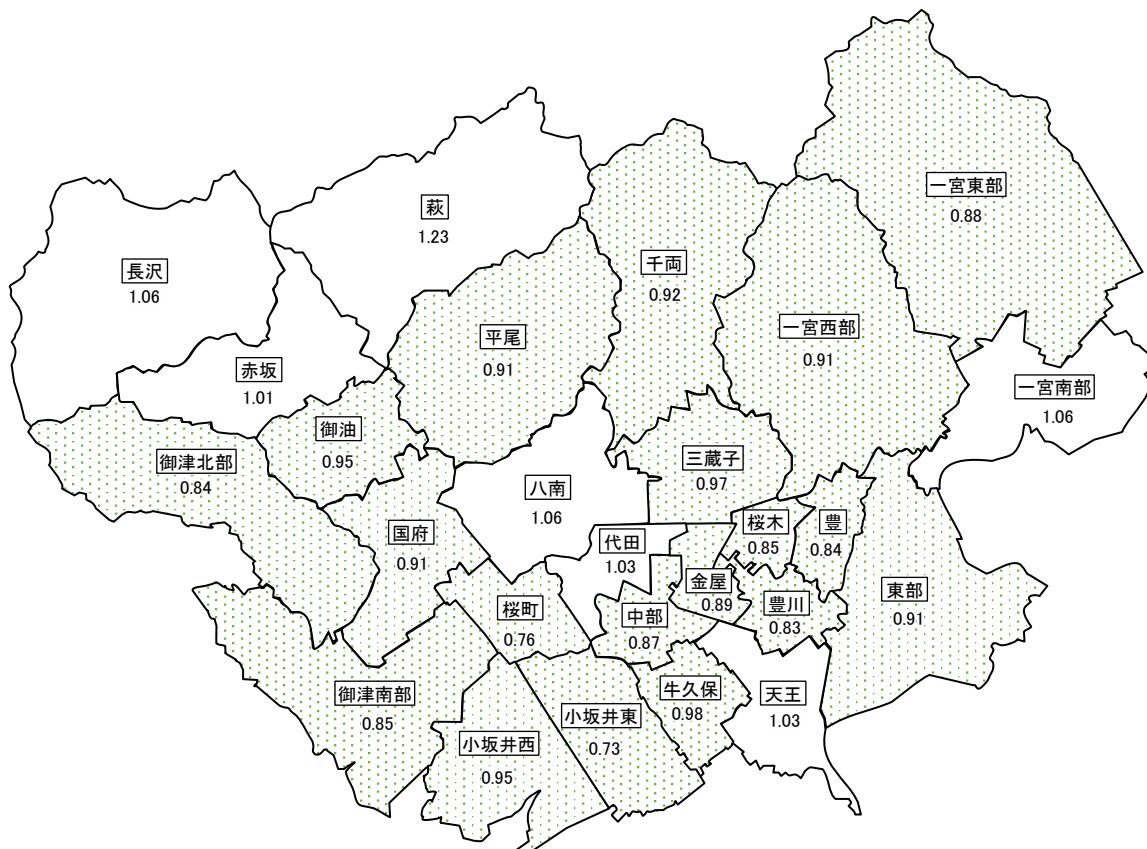 一宮東部
0.88
萩
1.23
長沢
1.06
千両
0.92
一宮西部
0.91
平尾
0.91
赤坂
1.01
一宮南部
1.06
御油
0.95
御津北部
0.84
三蔵子
0.97
八南
1.06
国府
0.91
代田
1.03
桜木
0.85
豊
0.84
金屋
0.89
東部
0.91
桜町
0.76
中部
0.87
豊川
0.83
御津南部
0.85
牛久保
0.98
天王
1.03
小坂井東
0.73
小坂井西
0.95